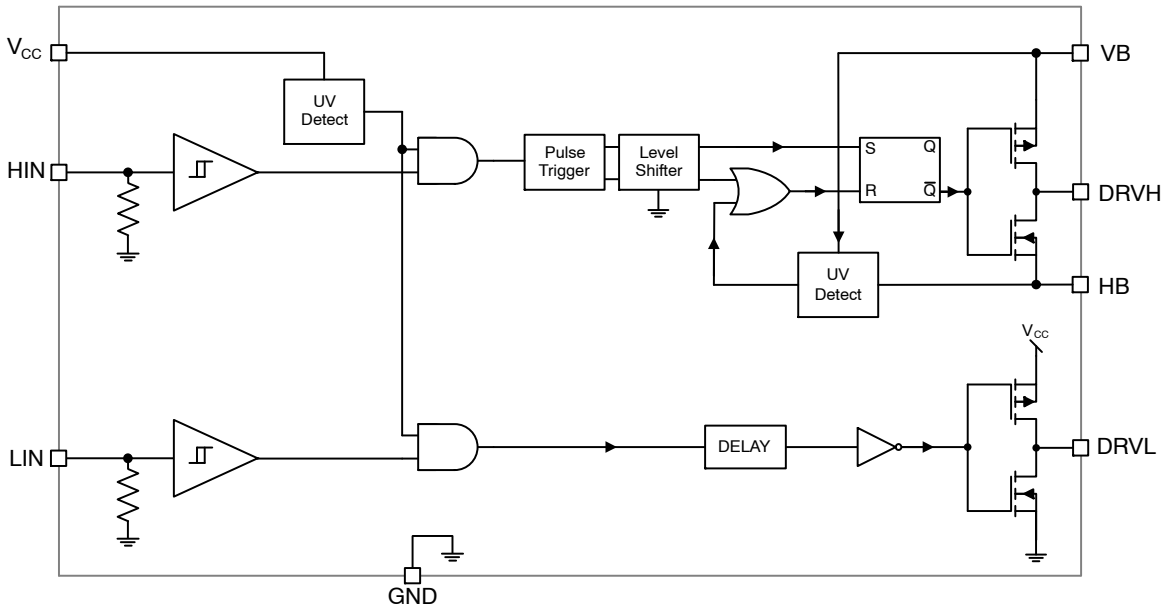 VCC
VB
UV
Detect
HIN
Pulse
Trigger
Level
Shifter
S
Q
R
Q̅
DRVH
UV
Detect
HB
VCC
LIN
DELAY
DRVL
GND